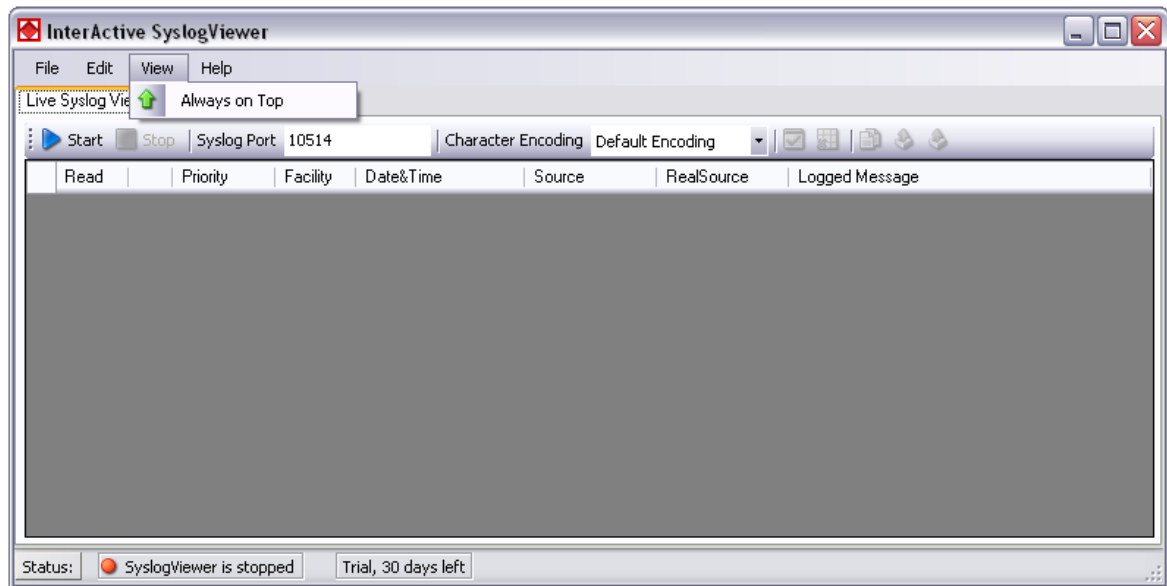 InterActive SyslogViewer
File Edit View Help
Live Syslog Vie Always on Top
Start Stop Syslog Port 10514 Character Encoding Default Encoding
Read Priority Facility Date&Time Source RealSource Logged Message
Status: SyslogViewer is stopped Trial, 30 days left